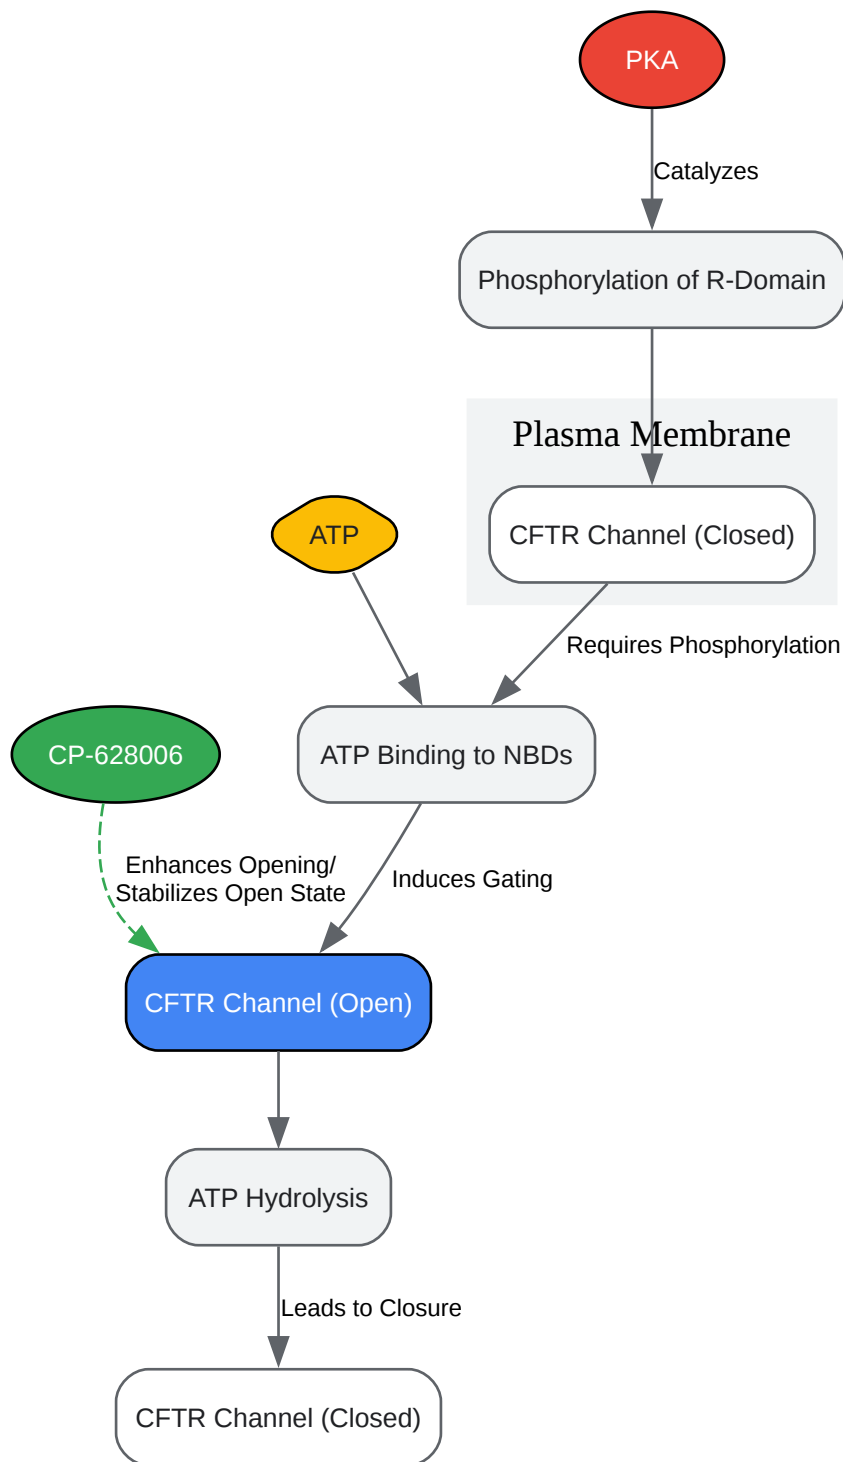 PKA
Catalyzes
Phosphorylation of R-Domain
Plasma Membrane
ATP
CFTR Channel (Closed)
Requires Phosphorylation
CP-628006
ATP Binding to NBDs
Enhances Opening/
Stabilizes Open State
Induces Gating
CFTR Channel (Open)
ATP Hydrolysis
Leads to Closure
CFTR Channel (Closed)